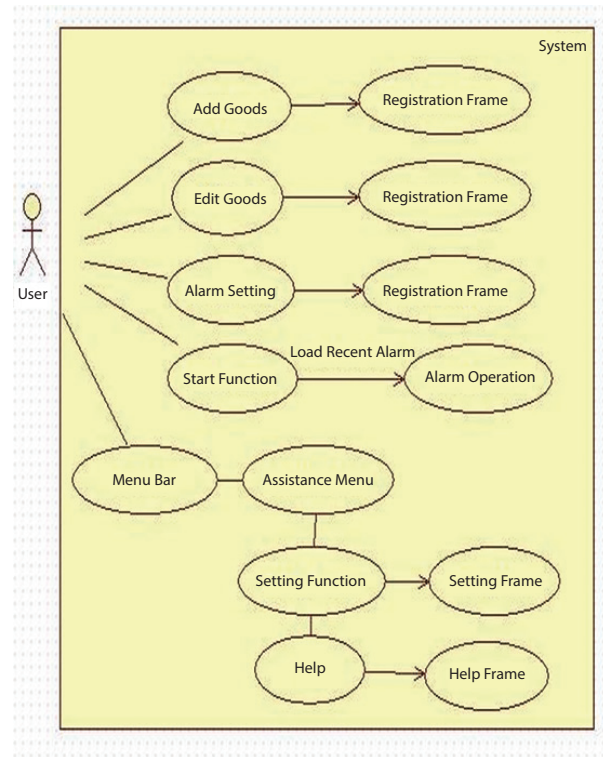 System
Add Goods
Registration Frame
Edit Goods
Registration Frame
User
Alarm Setting
Registration Frame
Load Recent Alarm
Start Function
Alarm Operation
Menu Bar
Assistance Menu
Setting Function
Setting Frame
Help
Help Frame